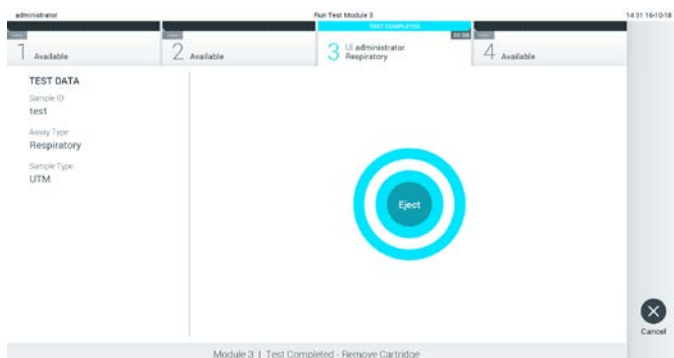 administrator
Run Test Module 3
14:31 16-10-18
TEST COMPLETED
00:00
1 Available
2 Available
3 UI administrator
Respiratory
4 Available
TEST DATA
Sample ID
test
Assay Type
Respiratory
Sample Type
UTM
Eject
Cancel
Module 3 | Test Completed - Remove Cartridge